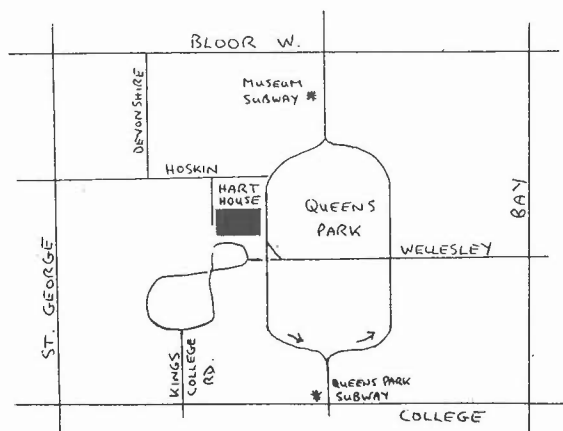 BLOOR W.
DEVONSHIRE
MUSEUM
SUBWAY *
HOSKIN
HART
HOUSE
QUEENS
PARK
BAY
WELLESLEY
ST. GEORGE
KINGS
COLLEGE
RD.
* QUEENS PARK
SUBWAY
COLLEGE